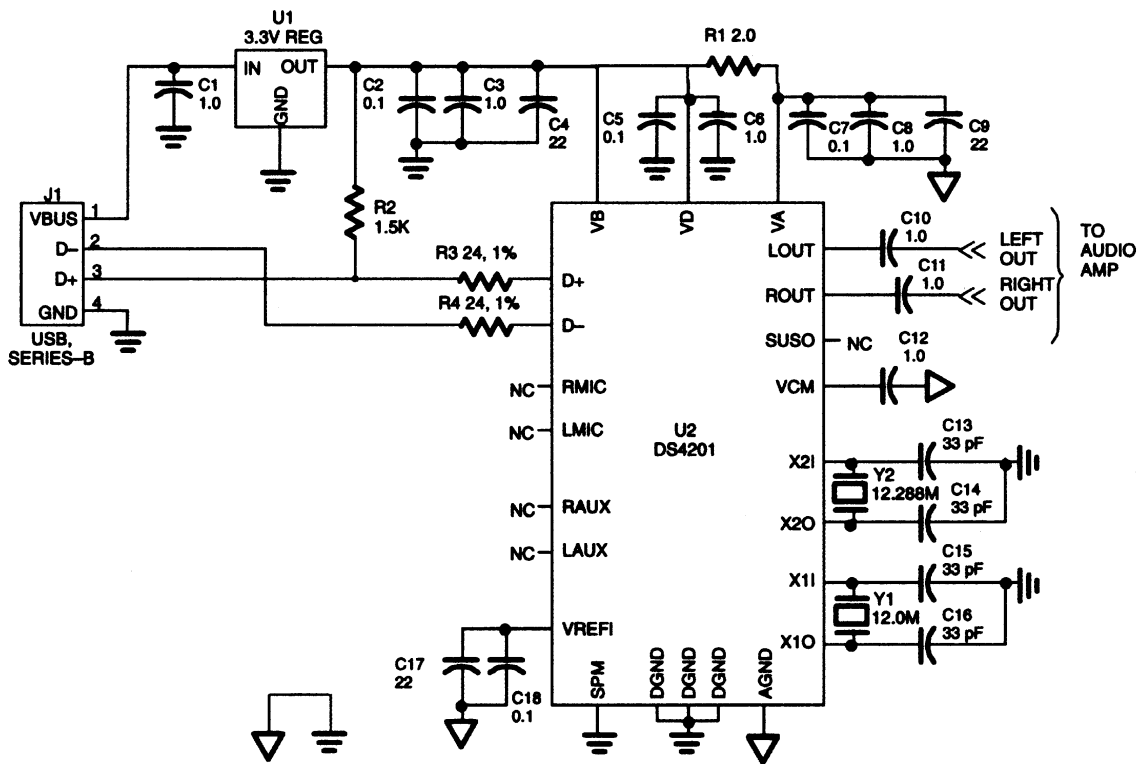 U1
3.3V REG
IN OUT
GND
C1
1.0
C2
0.1
C3
1.0
C4
22
R1 2.0
C5
0.1
C6
1.0
C7
0.1
C8
1.0
C9
22
J1
VBUS 1
D– 2
D+ 3
GND 4
USB,
SERIES–B
R2
1.5K
R3 24, 1%
R4 24, 1%
VB
VD
VA
D+
D–
NC RMIC
NC LMIC
NC RAUX
NC LAUX
VREFI
U2
DS4201
LOUT
ROUT
SUSO NC
VCM
X2I
X2O
X1I
X1O
C10
1.0
LEFT
OUT
C11
1.0
RIGHT
OUT
TO
AUDIO
AMP
C12
1.0
C13
33 pF
Y2
12.288M
C14
33 pF
C15
33 pF
Y1
12.0M
C16
33 pF
C17
22
C18
0.1
SPM
DGND
DGND
DGND
AGND